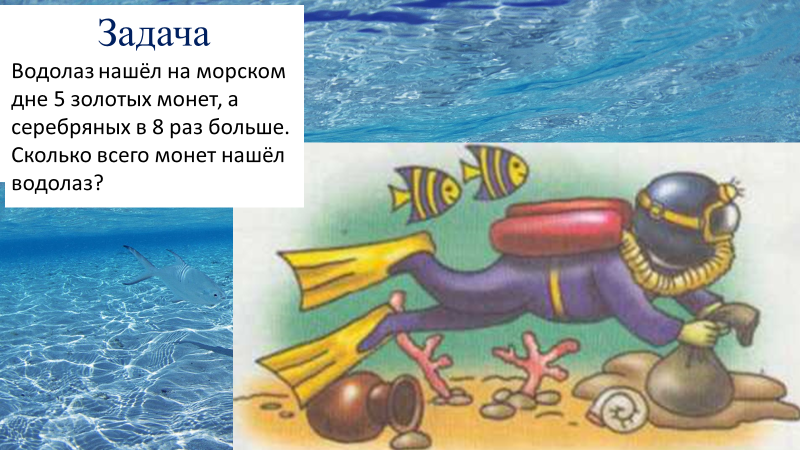 Задача
Водолаз нашёл на морском
дне 5 золотых монет, а
серебряных в 8 раз больше.
Сколько всего монет нашёл
водолаз?